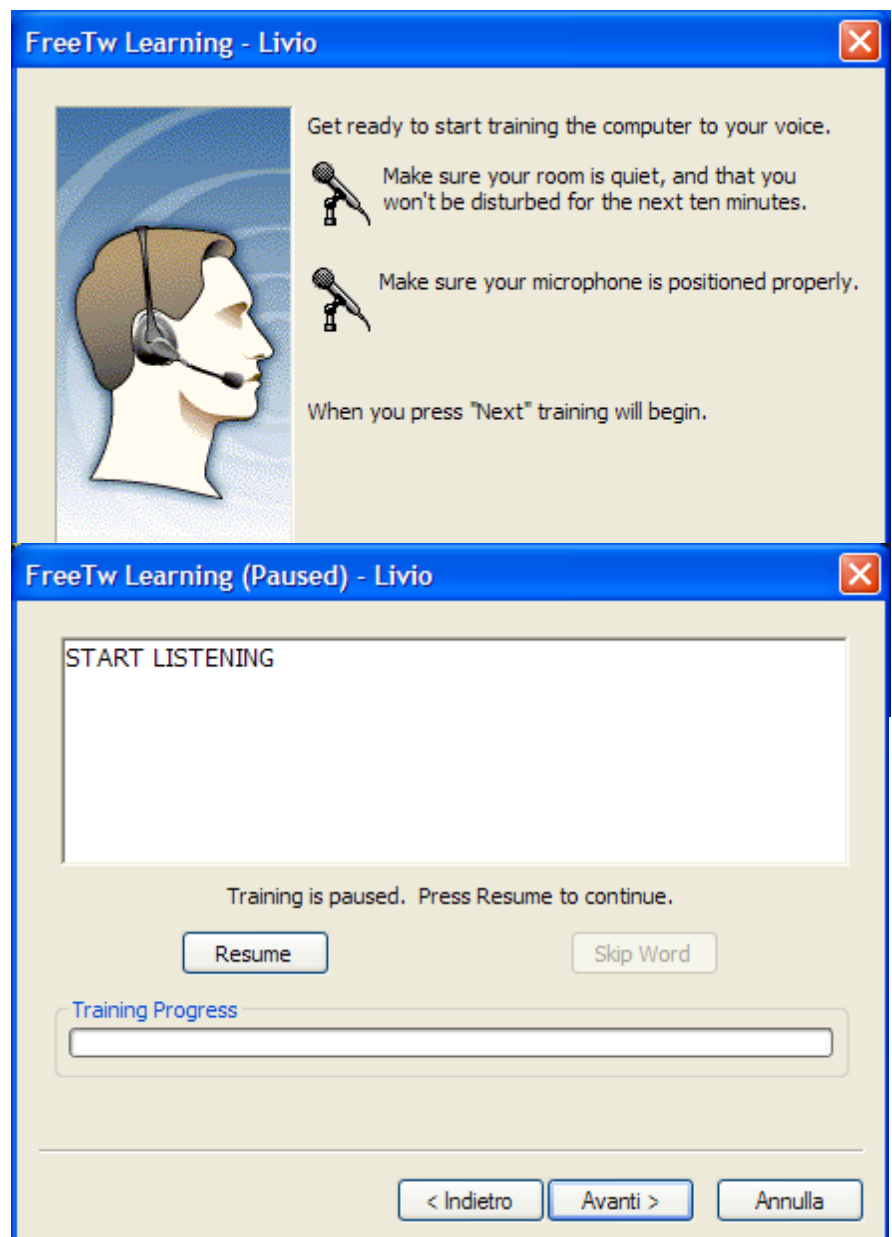 FreeTw Learning - Livio
Get ready to start training the computer to your voice.
Make sure your room is quiet, and that you
won't be disturbed for the next ten minutes.
Make sure your microphone is positioned properly.
When you press "Next" training will begin.
FreeTw Learning (Paused) - Livio
START LISTENING
Training is paused.  Press Resume to continue.
Resume
Skip Word
Training Progress
< Indietro
Avanti >
Annulla